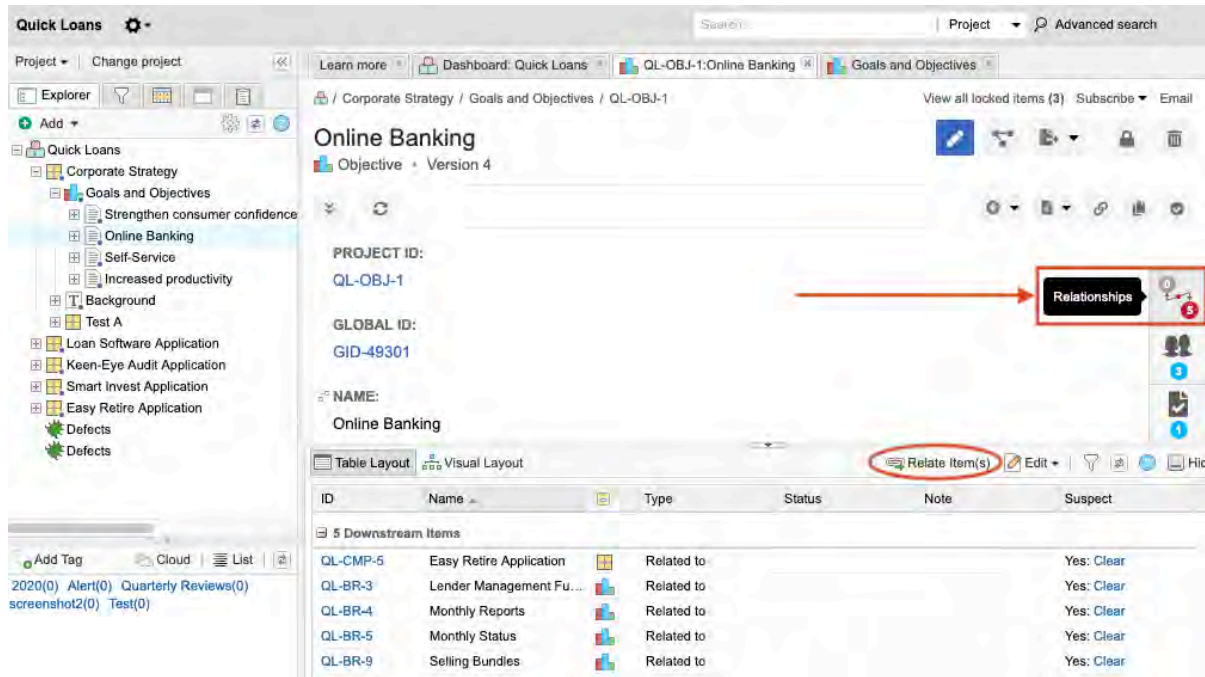 Quick Loans
Search
Project
Advanced search
Project
Change project
Learn more
Dashboard: Quick Loans
QL-OBJ-1:Online Banking
Goals and Objectives
Explorer
/ Corporate Strategy / Goals and Objectives / QL-OBJ-1
View all locked items (3) Subscribe Email
Add
Quick Loans
Corporate Strategy
Goals and Objectives
Strengthen consumer confidence
Online Banking
Self-Service
Increased productivity
Background
Test A
Loan Software Application
Keen-Eye Audit Application
Smart Invest Application
Easy Retire Application
Defects
Defects
Online Banking
Objective • Version 4
PROJECT ID:
QL-OBJ-1
Relationships
0
5
GLOBAL ID:
GID-49301
3
NAME:
Online Banking
1
Table Layout Visual Layout Relate Item(s) Edit Hid
ID Name Type Status Note Suspect
5 Downstream Items
QL-CMP-5 Easy Retire Application Related to Yes: Clear
QL-BR-3 Lender Management Fu... Related to Yes: Clear
QL-BR-4 Monthly Reports Related to Yes: Clear
QL-BR-5 Monthly Status Related to Yes: Clear
QL-BR-9 Selling Bundles Related to Yes: Clear
Add Tag Cloud List
2020(0) Alert(0) Quarterly Reviews(0)
screenshot2(0) Test(0)